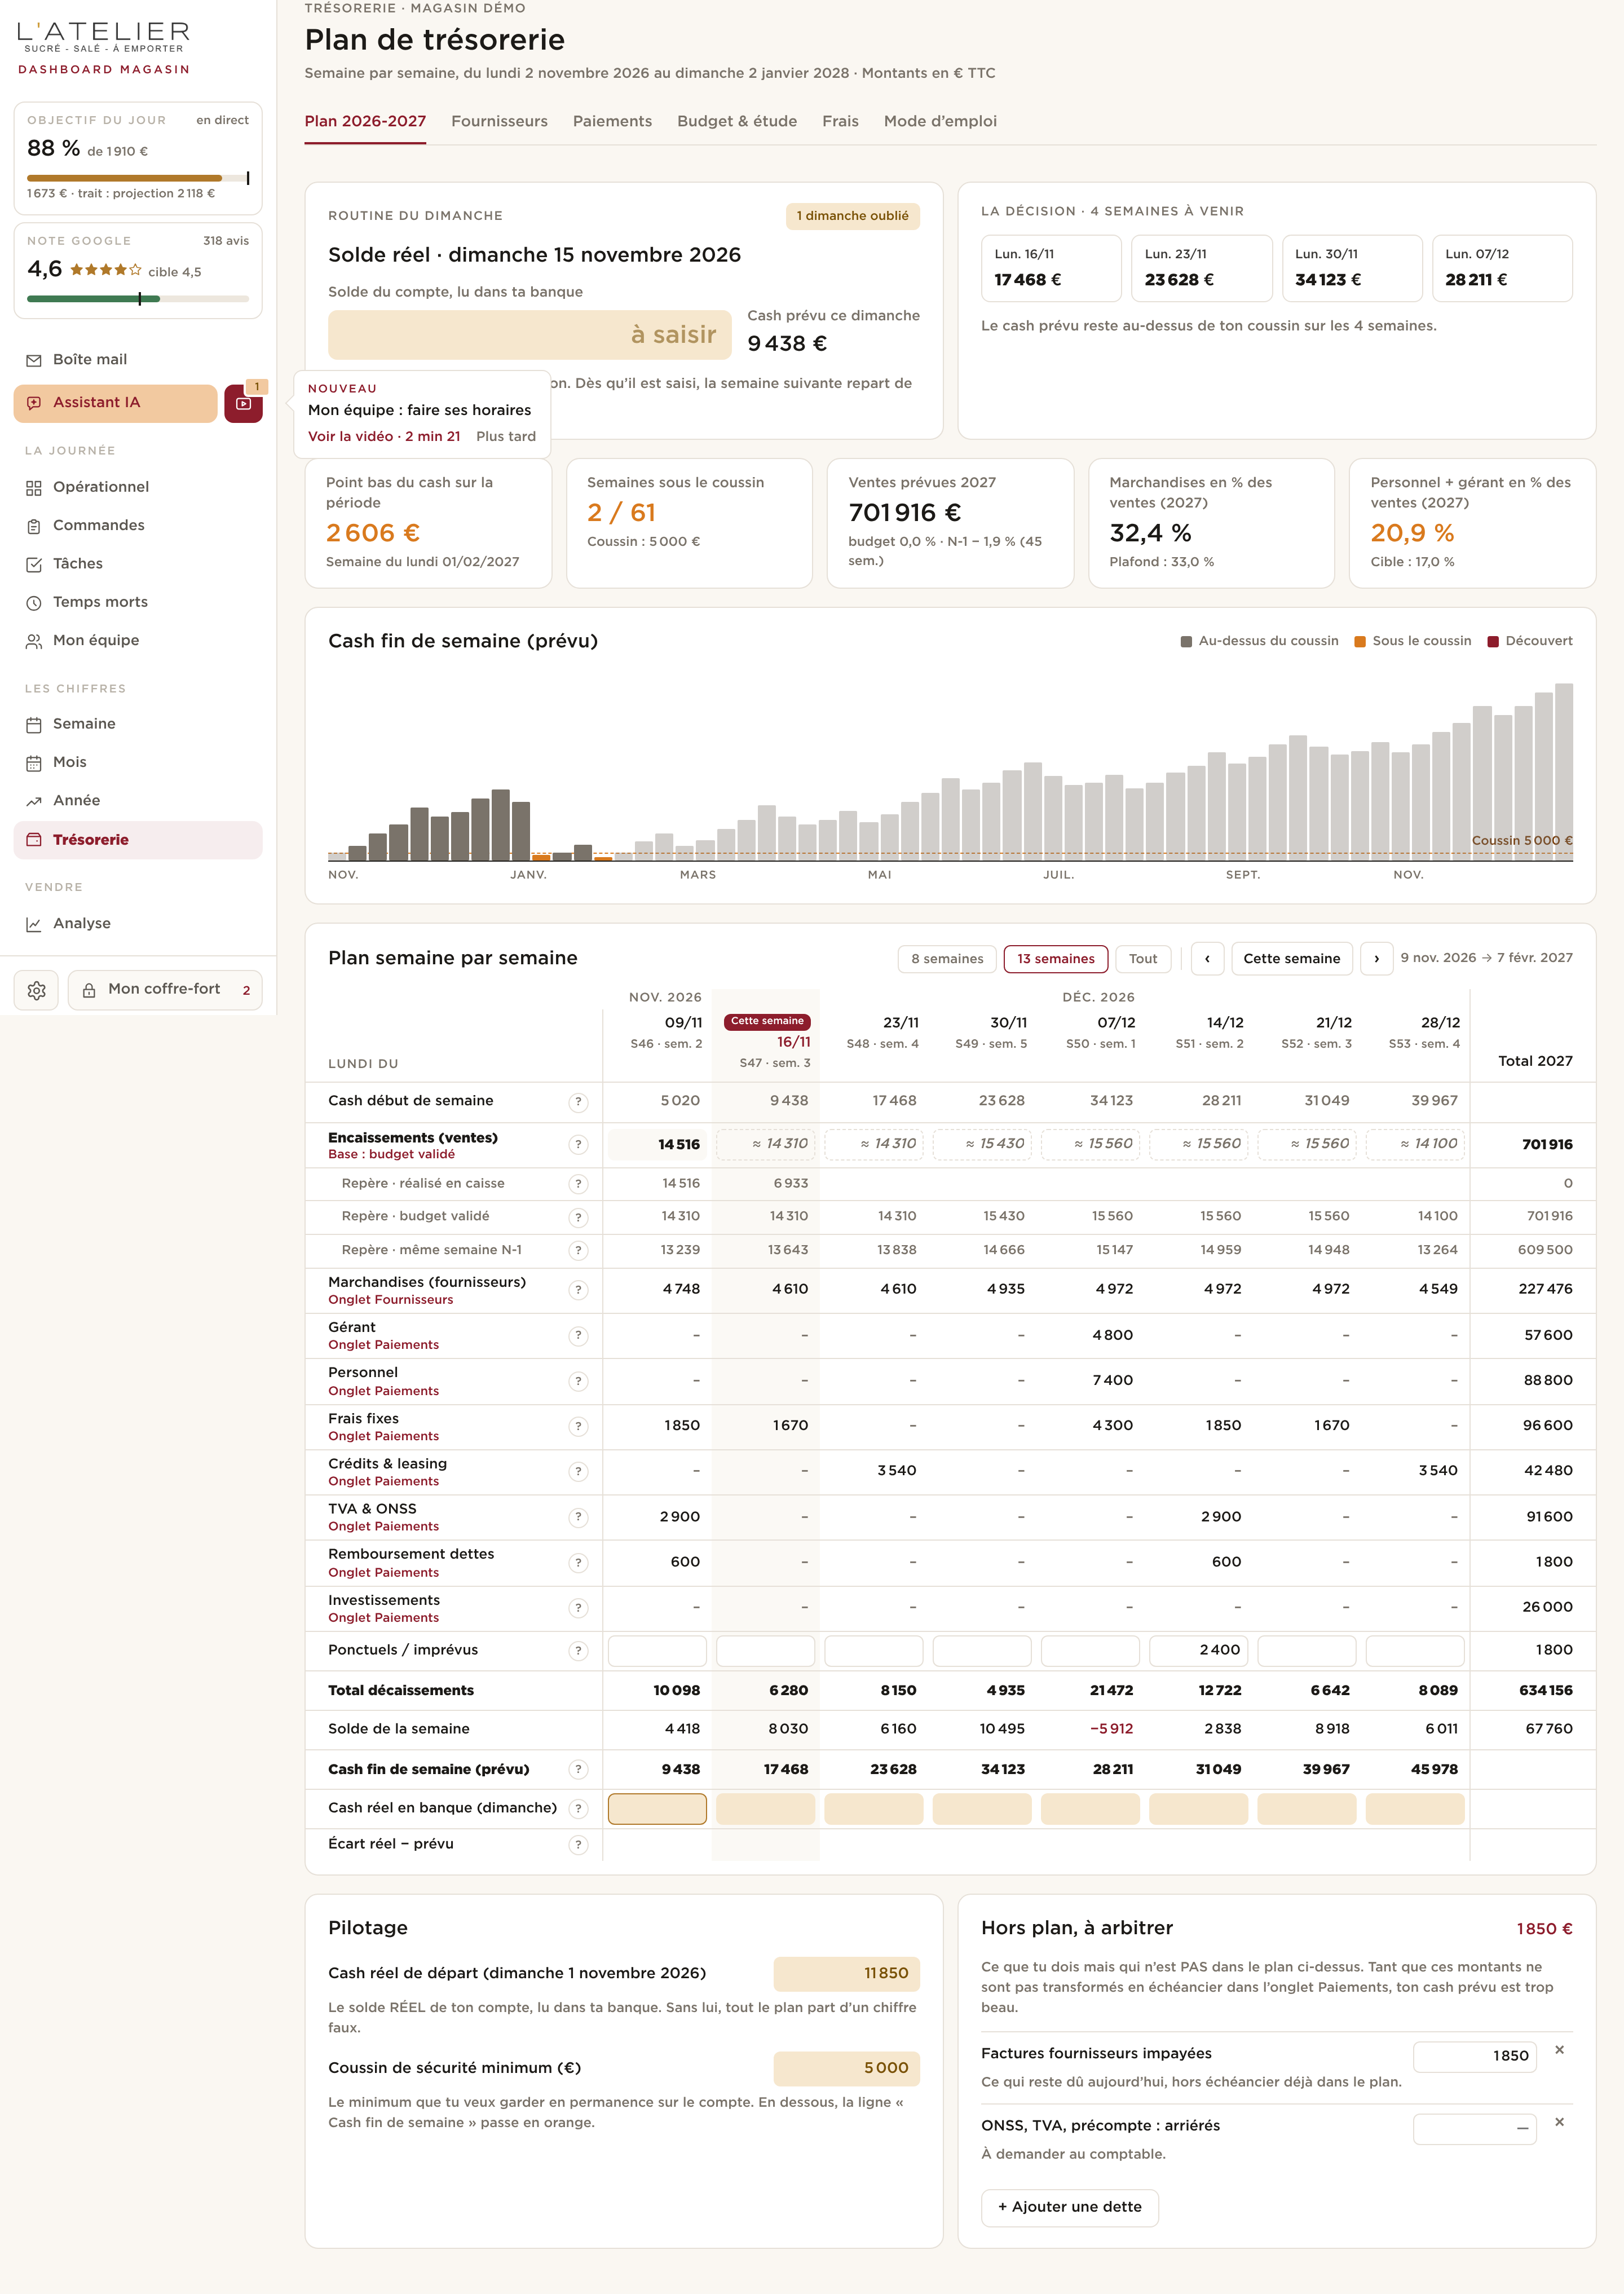 L'ATELIER
SUCRÉ - SALÉ - À EMPORTER
DASHBOARD MAGASIN
OBJECTIF DU JOUR en direct
88 % de 1 910 €
1 673 € · trait : projection 2 118 €
NOTE GOOGLE 318 avis
4,6 cible 4,5
Boîte mail
Assistant IA 1
LA JOURNÉE
Opérationnel
Commandes
Tâches
Temps morts
Mon équipe
LES CHIFFRES
Semaine
Mois
Année
Trésorerie
VENDRE
Analyse
Mon coffre-fort 2
TRÉSORERIE · MAGASIN DÉMO
Plan de trésorerie
Semaine par semaine, du lundi 2 novembre 2026 au dimanche 2 janvier 2028 · Montants en € TTC
Plan 2026-2027 Fournisseurs Paiements Budget & étude Frais Mode d'emploi
ROUTINE DU DIMANCHE 1 dimanche oublié
Solde réel · dimanche 15 novembre 2026
Solde du compte, lu dans ta banque
à saisir
Cash prévu ce dimanche
9 438 €
on. Dès qu'il est saisi, la semaine suivante repart de
NOUVEAU
Mon équipe : faire ses horaires
Voir la vidéo · 2 min 21 Plus tard
LA DÉCISION · 4 SEMAINES À VENIR
Lun. 16/11 Lun. 23/11 Lun. 30/11 Lun. 07/12
17 468 € 23 628 € 34 123 € 28 211 €
Le cash prévu reste au-dessus de ton coussin sur les 4 semaines.
Point bas du cash sur la
période
2 606 €
Semaine du lundi 01/02/2027
Semaines sous le coussin
2 / 61
Coussin : 5 000 €
Ventes prévues 2027
701 916 €
budget 0,0 % · N-1 − 1,9 % (45
sem.)
Marchandises en % des
ventes (2027)
32,4 %
Plafond : 33,0 %
Personnel + gérant en % des
ventes (2027)
20,9 %
Cible : 17,0 %
Cash fin de semaine (prévu) Au-dessus du coussin Sous le coussin Découvert
Coussin 5 000 €
NOV. JANV. MARS MAI JUIL. SEPT. NOV.
Plan semaine par semaine 8 semaines 13 semaines Tout ‹ Cette semaine › 9 nov. 2026 → 7 févr. 2027
NOV. 2026 DÉC. 2026
09/11 Cette semaine 16/11 23/11 30/11 07/12 14/12 21/12 28/12
S46 · sem. 2 S47 · sem. 3 S48 · sem. 4 S49 · sem. 5 S50 · sem. 1 S51 · sem. 2 S52 · sem. 3 S53 · sem. 4
LUNDI DU Total 2027
Cash début de semaine ? 5 020 9 438 17 468 23 628 34 123 28 211 31 049 39 967
Encaissements (ventes) ? 14 516 ≈ 14 310 ≈ 14 310 ≈ 15 430 ≈ 15 560 ≈ 15 560 ≈ 15 560 ≈ 14 100 701 916
Base : budget validé
Repère · réalisé en caisse ? 14 516 6 933 0
Repère · budget validé ? 14 310 14 310 14 310 15 430 15 560 15 560 15 560 14 100 701 916
Repère · même semaine N-1 ? 13 239 13 643 13 838 14 666 15 147 14 959 14 948 13 264 609 500
Marchandises (fournisseurs) ? 4 748 4 610 4 610 4 935 4 972 4 972 4 972 4 549 227 476
Onglet Fournisseurs
Gérant ? – – – – 4 800 – – – 57 600
Onglet Paiements
Personnel ? – – – – 7 400 – – – 88 800
Onglet Paiements
Frais fixes ? 1 850 1 670 – – 4 300 1 850 1 670 – 96 600
Onglet Paiements
Crédits & leasing ? – – 3 540 – – – – 3 540 42 480
Onglet Paiements
TVA & ONSS ? 2 900 – – – – 2 900 – – 91 600
Onglet Paiements
Remboursement dettes ? 600 – – – – 600 – – 1 800
Onglet Paiements
Investissements ? – – – – – – – – 26 000
Onglet Paiements
Ponctuels / imprévus ? 2 400 1 800
Total décaissements 10 098 6 280 8 150 4 935 21 472 12 722 6 642 8 089 634 156
Solde de la semaine 4 418 8 030 6 160 10 495 −5 912 2 838 8 918 6 011 67 760
Cash fin de semaine (prévu) ? 9 438 17 468 23 628 34 123 28 211 31 049 39 967 45 978
Cash réel en banque (dimanche) ?
Écart réel − prévu ?
Pilotage
Cash réel de départ (dimanche 1 novembre 2026) 11 850
Le solde RÉEL de ton compte, lu dans ta banque. Sans lui, tout le plan part d'un chiffre
faux.
Coussin de sécurité minimum (€) 5 000
Le minimum que tu veux garder en permanence sur le compte. En dessous, la ligne «
Cash fin de semaine » passe en orange.
Hors plan, à arbitrer 1 850 €
Ce que tu dois mais qui n'est PAS dans le plan ci-dessus. Tant que ces montants ne
sont pas transformés en échéancier dans l'onglet Paiements, ton cash prévu est trop
beau.
Factures fournisseurs impayées 1 850 ×
Ce qui reste dû aujourd'hui, hors échéancier déjà dans le plan.
ONSS, TVA, précompte : arriérés — ×
À demander au comptable.
+ Ajouter une dette